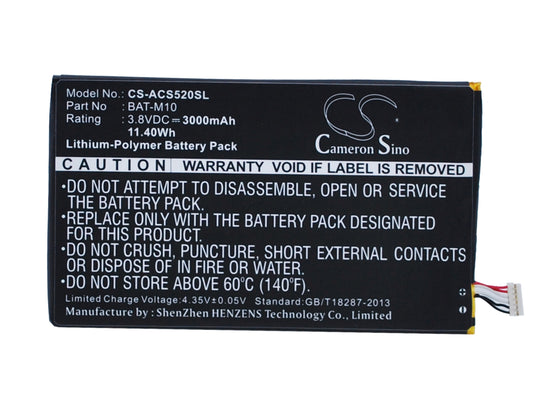 Model No.: CS-ACS520SL
Part No.: BAT-M10
Rating : 3.8VDC⎓3000mAh
11.40Wh
Lithium-Polymer Battery Pack
CS
Cameron Sino
CAUTION WARRANTY VOID IF LABEL IS REMOVED
•DO NOT ATTEMPT TO DISASSEMBLE, OPEN OR SERVICE
THE BATTERY PACK.
•REPLACE ONLY WITH THE BATTERY PACK DESIGNATED
FOR THIS PRODUCT.
•DO NOT CRUSH, PUNCTURE, SHORT EXTERNAL CONTACTS
OR DISPOSE OF IN FIRE OR WATER.
•DO NOT STORE ABOVE 60°C (140°F).
Limited Charge Voltage:4.35V±0.05V Standard:GB/T18287-2013
Manufacturer: ShenZhen HENZENS Technology Co., Ltd.